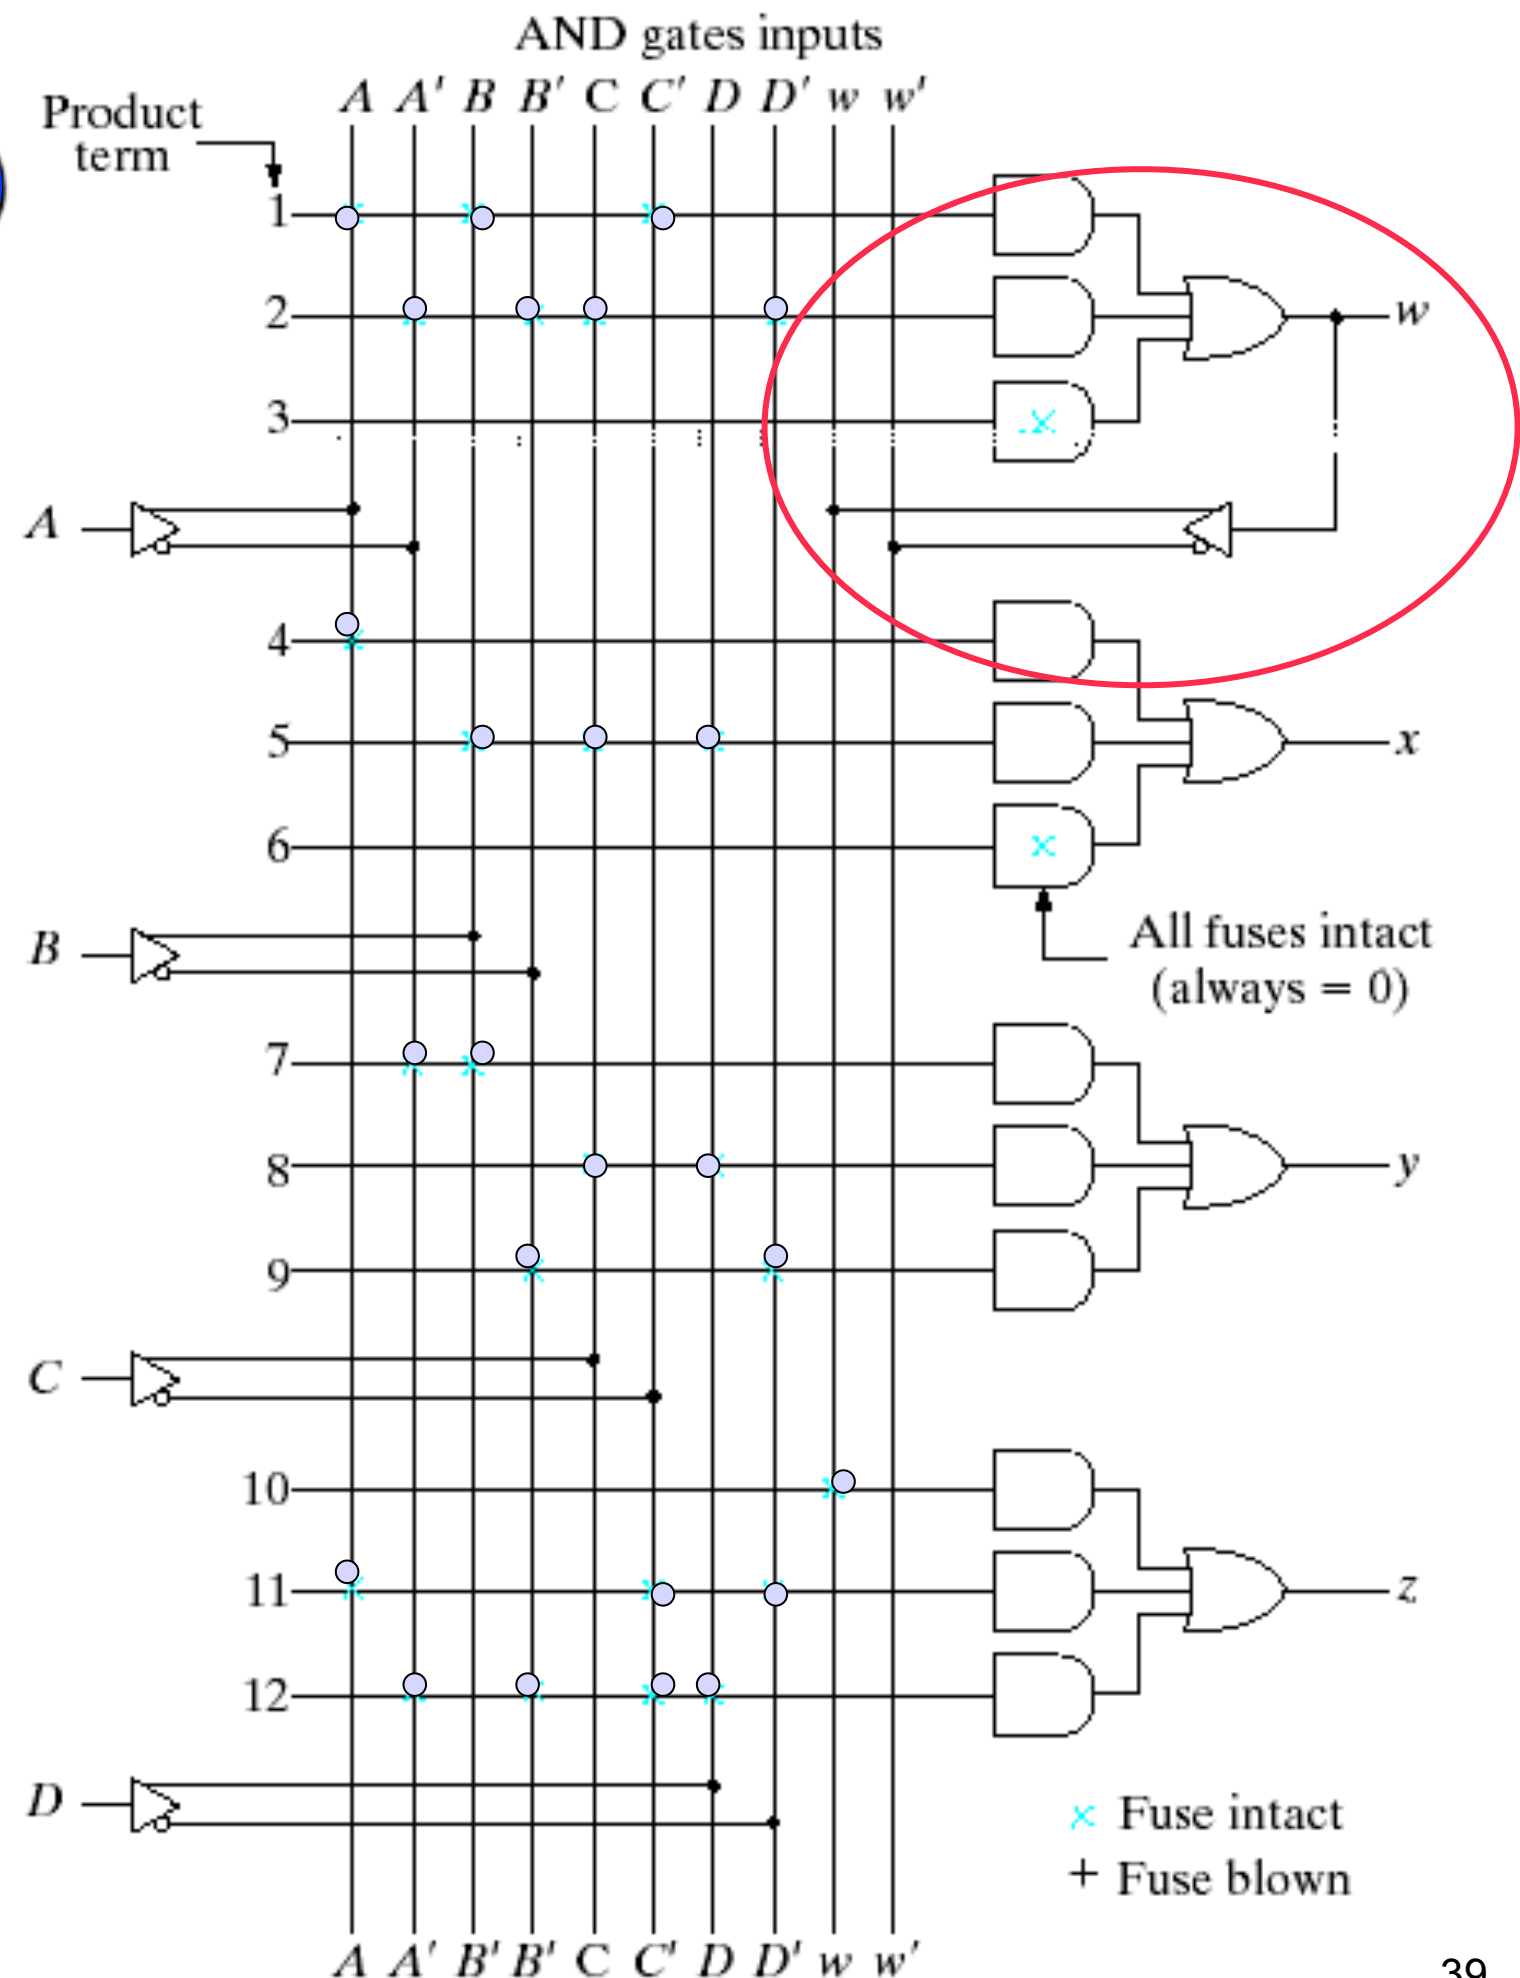 AND gates inputs
A A' B B' C C' D D' w w'
Product
term
1
2
w
3
A
4
5
x
6
B
All fuses intact
(always = 0)
7
8
y
9
C
10
11
z
12
D
× Fuse intact
+ Fuse blown
A A' B' B' C C' D D' w w'
39